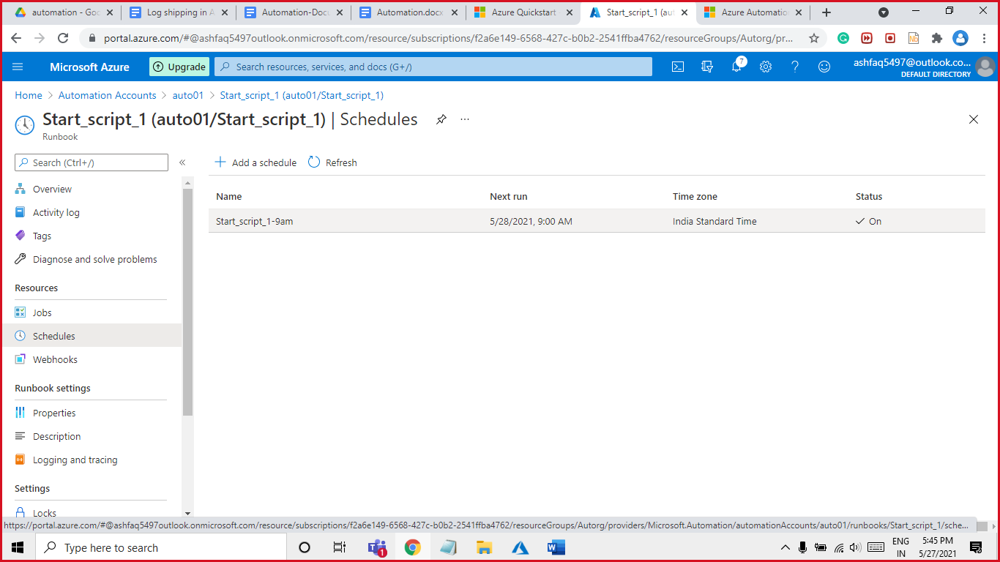 automation - Goo
Log shipping in A
Automation-Docu
Automation.docx
Azure Quickstart
Start_script_1 (au
Azure Automatio
portal.azure.com/#@ashfaq5497outlook.onmicrosoft.com/resource/subscriptions/f2a6e149-6568-427c-b0b2-2541ffba4762/resourceGroups/Autorg/pr...
Microsoft Azure
Upgrade
Search resources, services, and docs (G+/)
7
ashfaq5497@outlook.co...
DEFAULT DIRECTORY
Home > Automation Accounts > auto01 > Start_script_1 (auto01/Start_script_1)
Start_script_1 (auto01/Start_script_1) | Schedules
Runbook
Search (Ctrl+/)
Overview
Activity log
Tags
Diagnose and solve problems
Resources
Jobs
Schedules
Webhooks
Runbook settings
Properties
Description
Logging and tracing
Settings
Locks
Add a schedule Refresh
Name Next run Time zone Status
Start_script_1-9am 5/28/2021, 9:00 AM India Standard Time On
https://portal.azure.com/#@ashfaq5497outlook.onmicrosoft.com/resource/subscriptions/f2a6e149-6568-427c-b0b2-2541ffba4762/resourceGroups/Autorg/providers/Microsoft.Automation/automationAccounts/auto01/runbooks/Start_script_1/sche...
Type here to search
1
ENG
IN
5:45 PM
5/27/2021